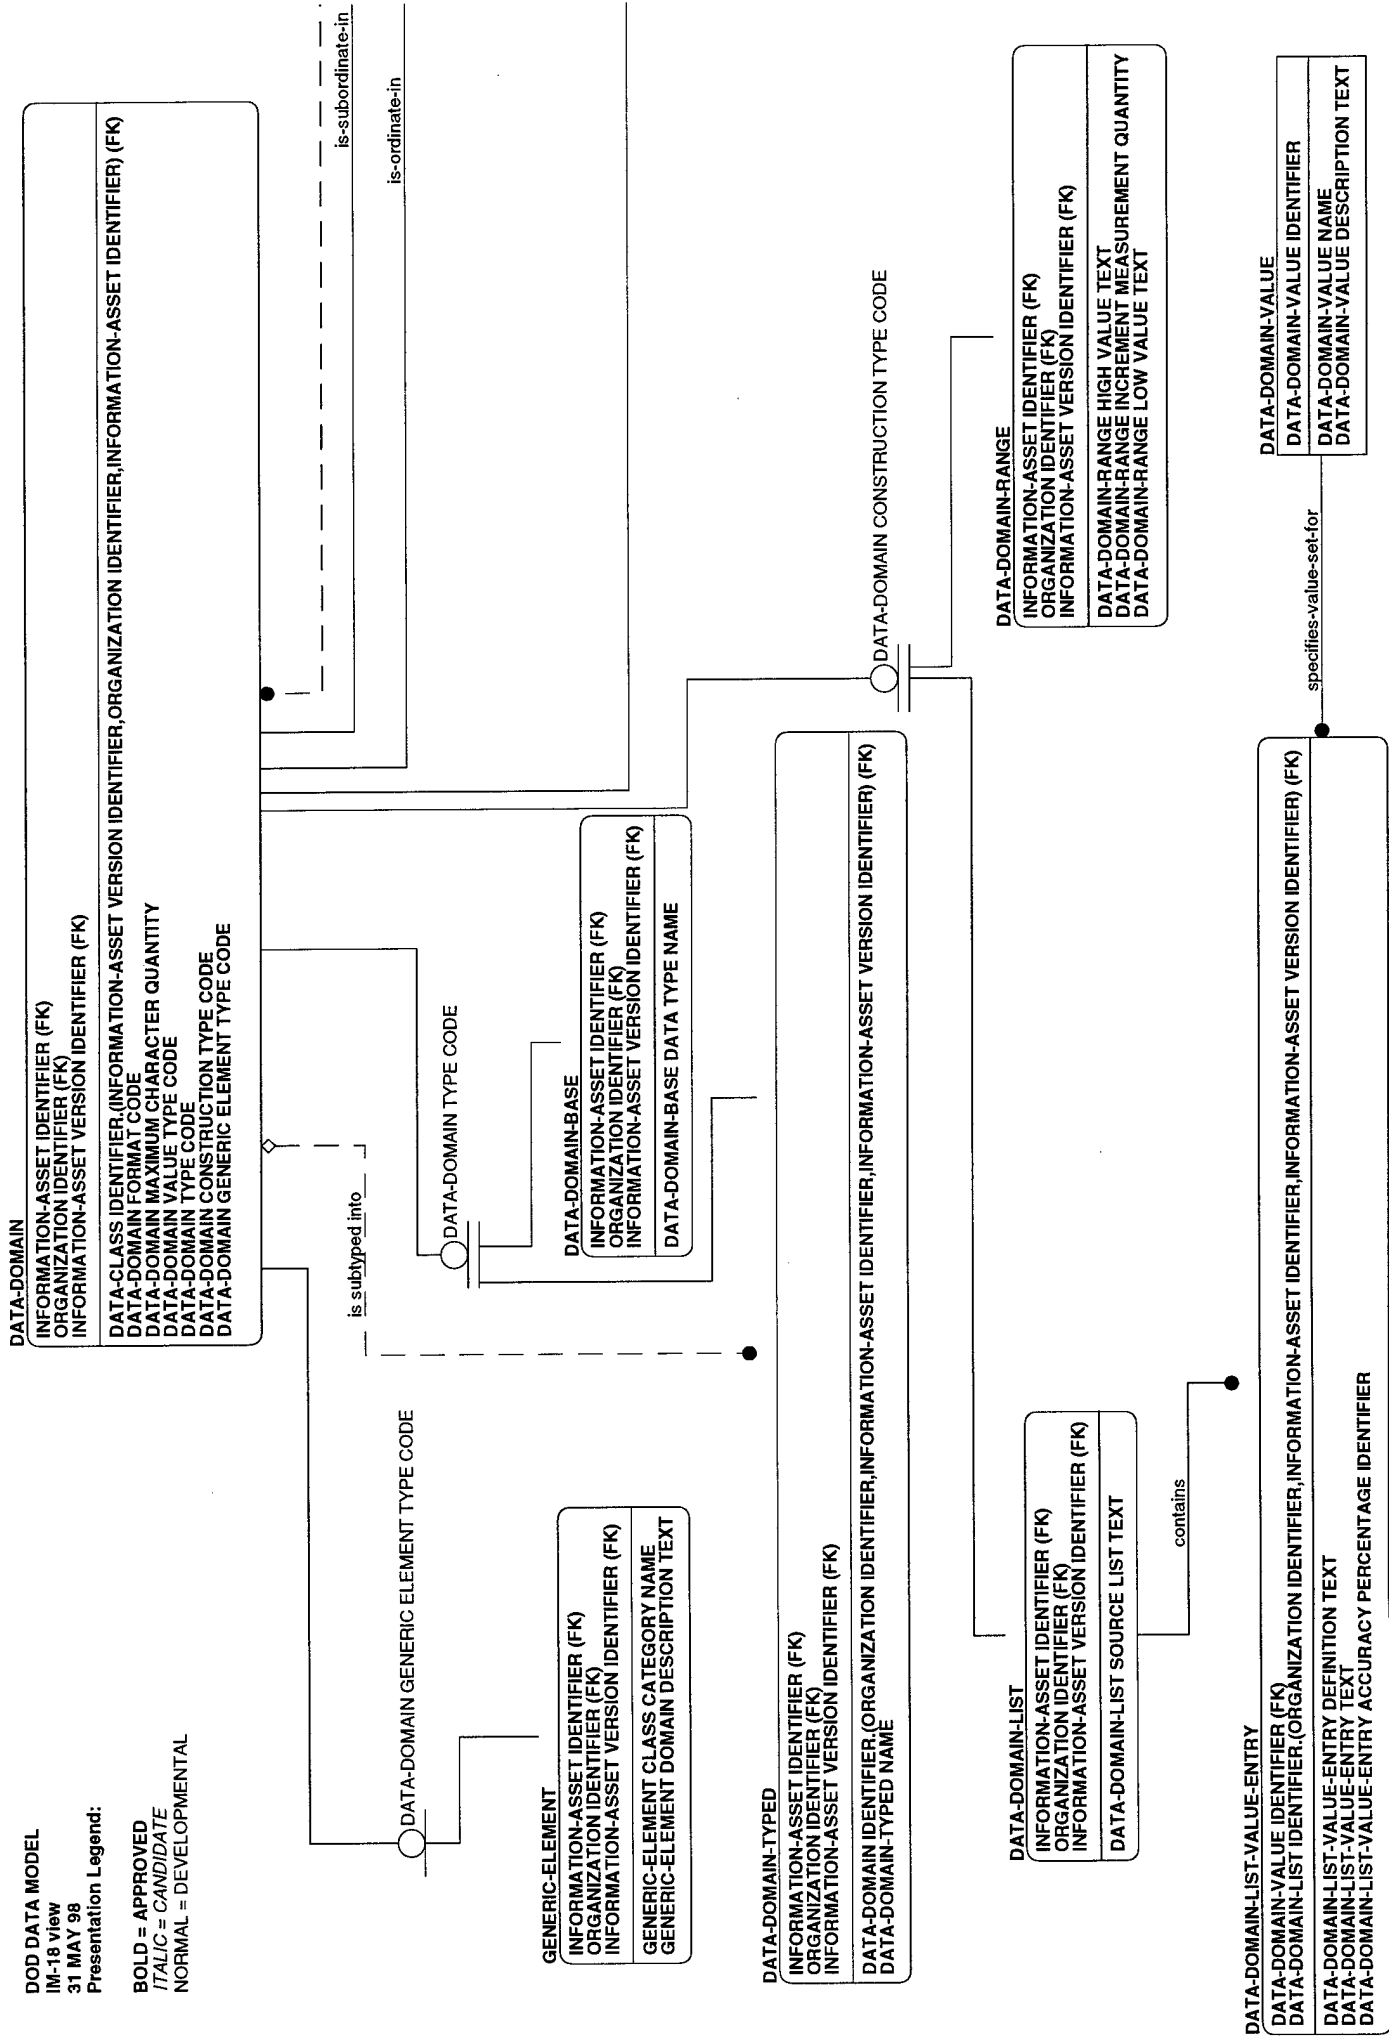 DOD DATA MODEL
IM-18 view
31 MAY 98
Presentation Legend:
BOLD = APPROVED
ITALIC = CANDIDATE
NORMAL = DEVELOPMENTAL
DATA-DOMAIN
INFORMATION-ASSET IDENTIFIER (FK)
ORGANIZATION IDENTIFIER (FK)
INFORMATION-ASSET VERSION IDENTIFIER (FK)
DATA-CLASS IDENTIFIER.(INFORMATION-ASSET VERSION IDENTIFIER,ORGANIZATION IDENTIFIER,INFORMATION-ASSET IDENTIFIER) (FK)
DATA-DOMAIN FORMAT CODE
DATA-DOMAIN MAXIMUM CHARACTER QUANTITY
DATA-DOMAIN VALUE TYPE CODE
DATA-DOMAIN TYPE CODE
DATA-DOMAIN CONSTRUCTION TYPE CODE
DATA-DOMAIN GENERIC ELEMENT TYPE CODE
is-subordinate-in
is-ordinate-in
is subtyped into
DATA-DOMAIN GENERIC ELEMENT TYPE CODE
DATA-DOMAIN TYPE CODE
GENERIC-ELEMENT
INFORMATION-ASSET IDENTIFIER (FK)
ORGANIZATION IDENTIFIER (FK)
INFORMATION-ASSET VERSION IDENTIFIER (FK)
GENERIC-ELEMENT CLASS CATEGORY NAME
GENERIC-ELEMENT DOMAIN DESCRIPTION TEXT
DATA-DOMAIN-BASE
INFORMATION-ASSET IDENTIFIER (FK)
ORGANIZATION IDENTIFIER (FK)
INFORMATION-ASSET VERSION IDENTIFIER (FK)
DATA-DOMAIN-BASE DATA TYPE NAME
DATA-DOMAIN-TYPED
INFORMATION-ASSET IDENTIFIER (FK)
ORGANIZATION IDENTIFIER (FK)
INFORMATION-ASSET VERSION IDENTIFIER (FK)
DATA-DOMAIN IDENTIFIER.(ORGANIZATION IDENTIFIER,INFORMATION-ASSET IDENTIFIER,INFORMATION-ASSET VERSION IDENTIFIER) (FK)
DATA-DOMAIN-TYPED NAME
DATA-DOMAIN CONSTRUCTION TYPE CODE
DATA-DOMAIN-LIST
INFORMATION-ASSET IDENTIFIER (FK)
ORGANIZATION IDENTIFIER (FK)
INFORMATION-ASSET VERSION IDENTIFIER (FK)
DATA-DOMAIN-LIST SOURCE LIST TEXT
DATA-DOMAIN-RANGE
INFORMATION-ASSET IDENTIFIER (FK)
ORGANIZATION IDENTIFIER (FK)
INFORMATION-ASSET VERSION IDENTIFIER (FK)
DATA-DOMAIN-RANGE HIGH VALUE TEXT
DATA-DOMAIN-RANGE INCREMENT MEASUREMENT QUANTITY
DATA-DOMAIN-RANGE LOW VALUE TEXT
contains
DATA-DOMAIN-LIST-VALUE-ENTRY
DATA-DOMAIN-VALUE IDENTIFIER (FK)
DATA-DOMAIN-LIST IDENTIFIER.(ORGANIZATION IDENTIFIER,INFORMATION-ASSET IDENTIFIER,INFORMATION-ASSET VERSION IDENTIFIER) (FK)
DATA-DOMAIN-LIST-VALUE-ENTRY DEFINITION TEXT
DATA-DOMAIN-LIST-VALUE-ENTRY TEXT
DATA-DOMAIN-LIST-VALUE-ENTRY ACCURACY PERCENTAGE IDENTIFIER
specifies-value-set-for
DATA-DOMAIN-VALUE
DATA-DOMAIN-VALUE IDENTIFIER
DATA-DOMAIN-VALUE NAME
DATA-DOMAIN-VALUE DESCRIPTION TEXT